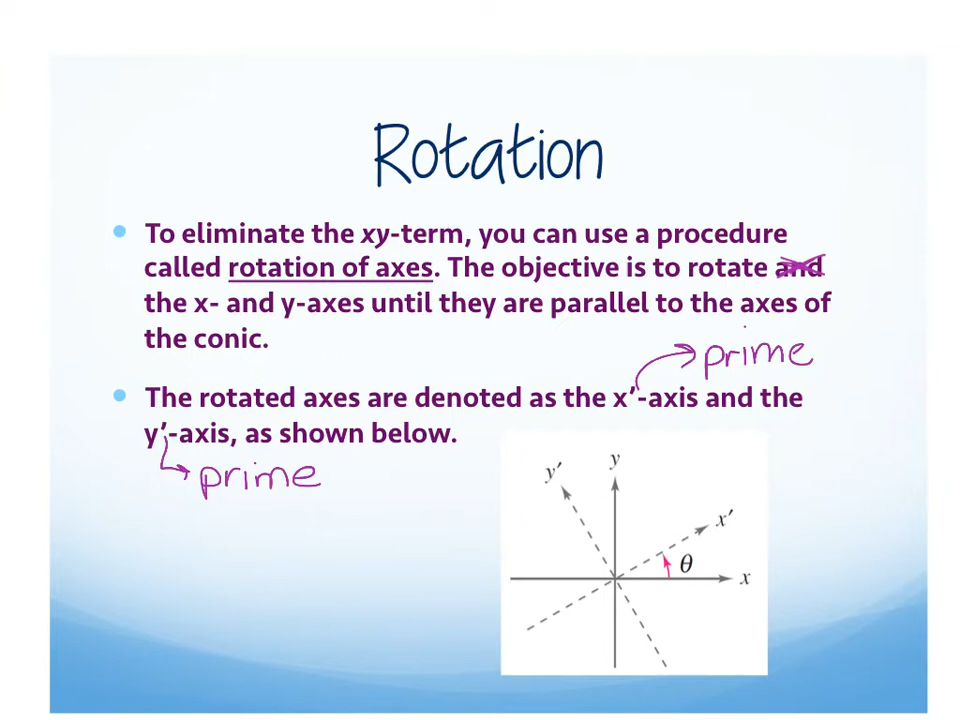 Rotation
To eliminate the xy-term, you can use a procedure
called rotation of axes. The objective is to rotate and
the x- and y-axes until they are parallel to the axes of
the conic.
prime
The rotated axes are denoted as the x′-axis and the
y′-axis, as shown below.
prime
y′
y
x′
θ
x